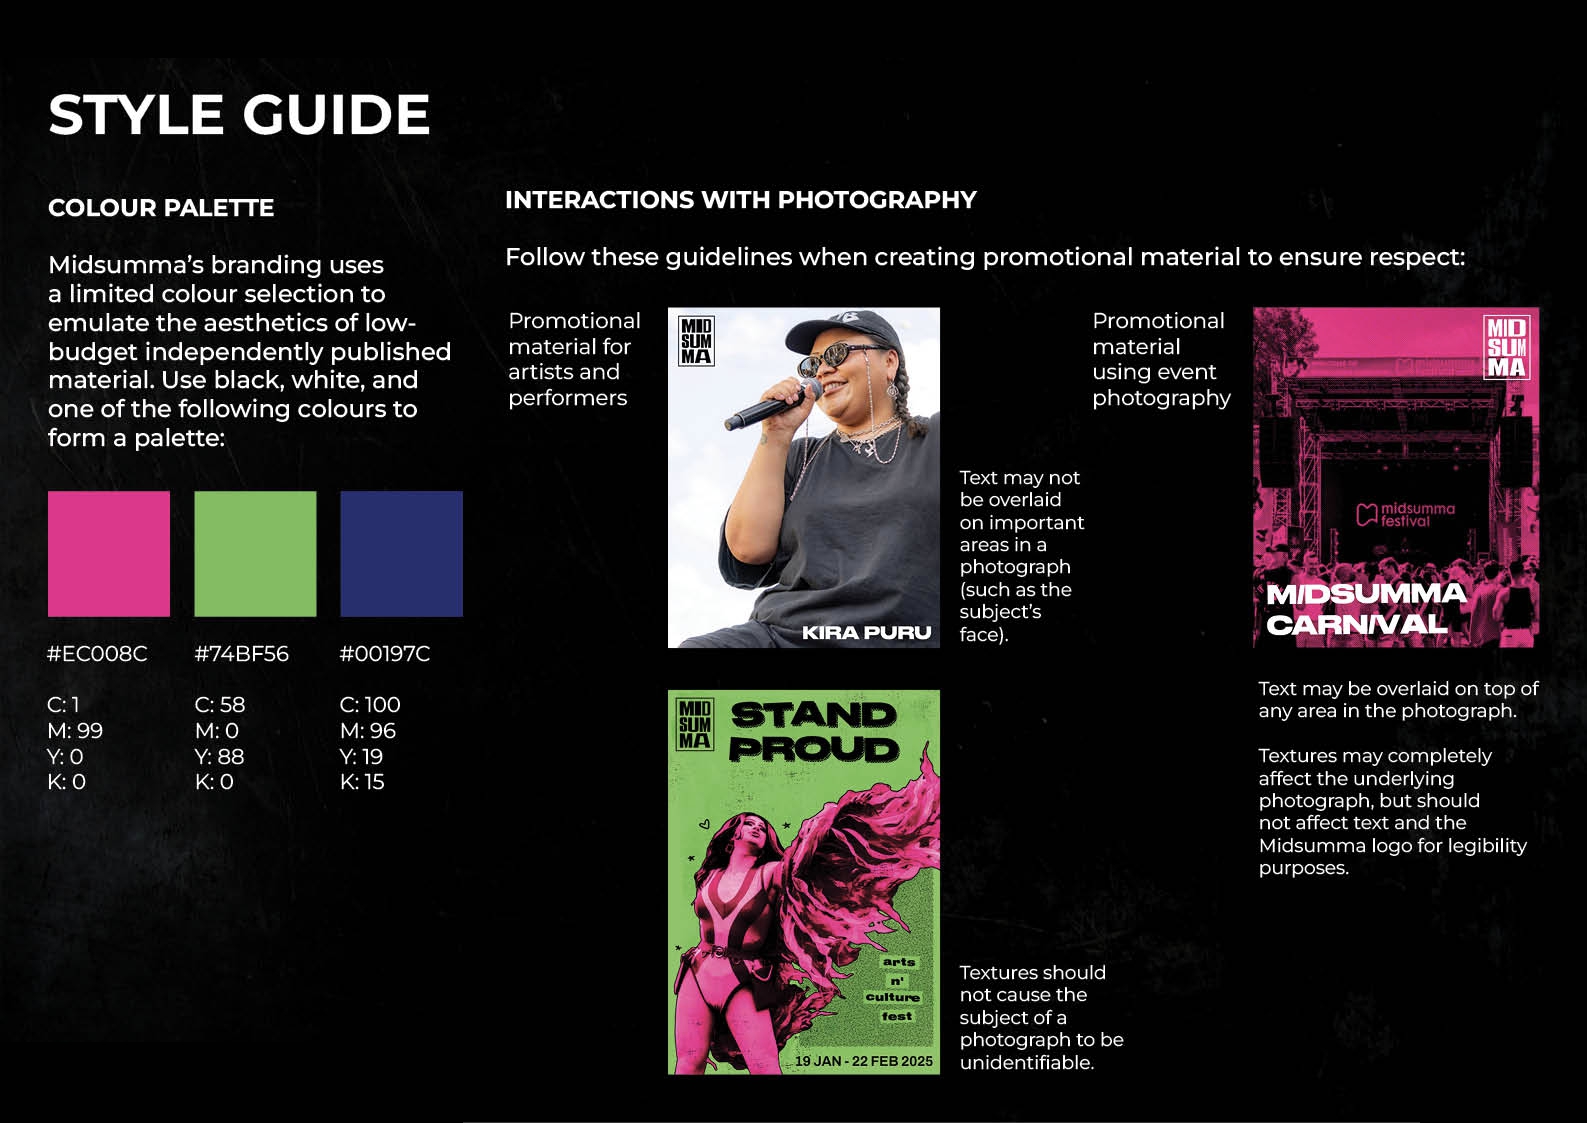 STYLE GUIDE
COLOUR PALETTE
Midsumma's branding uses
a limited colour selection to
emulate the aesthetics of low-
budget independently published
material. Use black, white, and
one of the following colours to
form a palette:
#EC008C
C: 1
M: 99
Y: 0
K: 0
#74BF56
C: 58
M: 0
Y: 88
K: 0
#00197C
C: 100
M: 96
Y: 19
K: 15
INTERACTIONS WITH PHOTOGRAPHY
Follow these guidelines when creating promotional material to ensure respect:
Promotional
material for
artists and
performers
MID
SUM
MA
KIRA PURU
Text may not
be overlaid
on important
areas in a
photograph
(such as the
subject's
face).
MID
SUM
MA
STAND
PROUD
arts
n'
culture
fest
19 JAN - 22 FEB 2025
Textures should
not cause the
subject of a
photograph to be
unidentifiable.
Promotional
material
using event
photography
MID
SUM
MA
midsumma
festival
MIDSUMMA
CARNIVAL
Text may be overlaid on top of
any area in the photograph.
Textures may completely
affect the underlying
photograph, but should
not affect text and the
Midsumma logo for legibility
purposes.